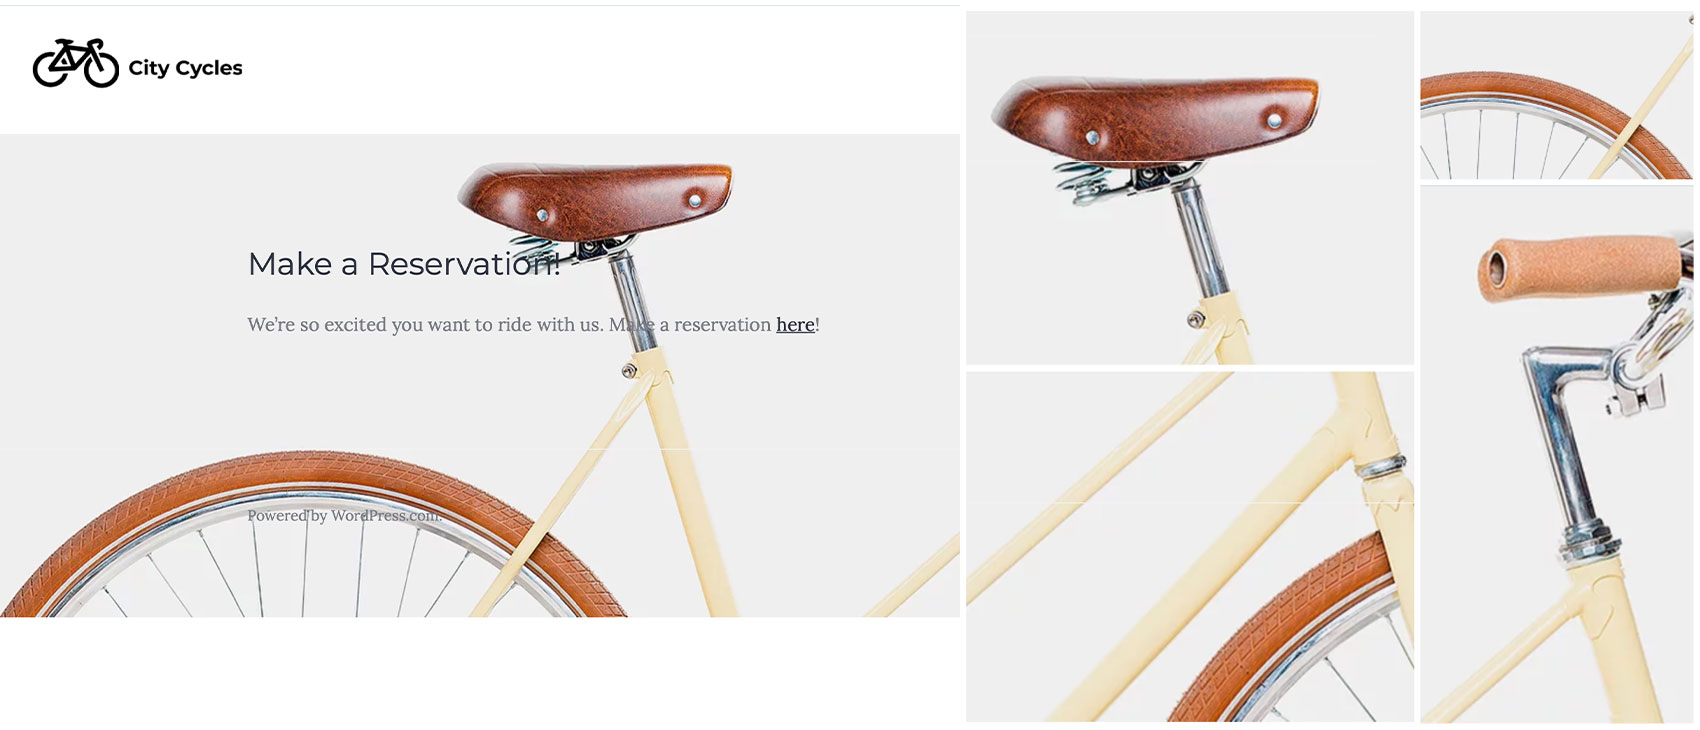 City Cycles
Make a Reservation!
We're so excited you want to ride with us. Make a reservation here!
Powered by WordPress.com.